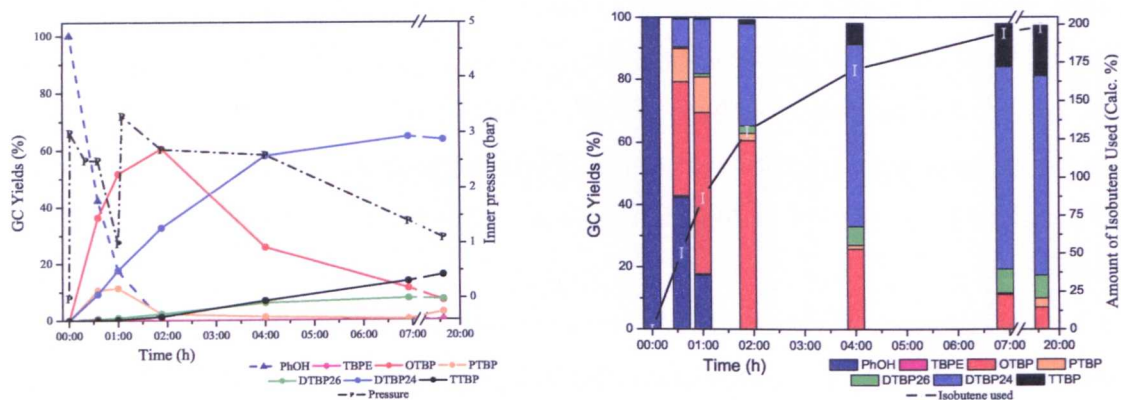 100
80
60
40
20
0
GC Yields (%)
5
4
3
2
1
0
Inner pressure (bar)
00:00 01:00 02:00 03:00 04:00 05:00 06:00 07:00 20:00
Time (h)
PhOH TBPE OTBP PTBP
DTBP26 DTBP24 TTBP
Pressure
100
80
60
40
20
0
GC Yields (%)
200
175
150
125
100
75
50
25
0
Amount of Isobutene Used (Calc. %)
00:00 01:00 02:00 03:00 04:00 05:00 06:00 07:00 20:00
Time (h)
PhOH TBPE OTBP PTBP
DTBP26 DTBP24 TTBP
Isobutene used